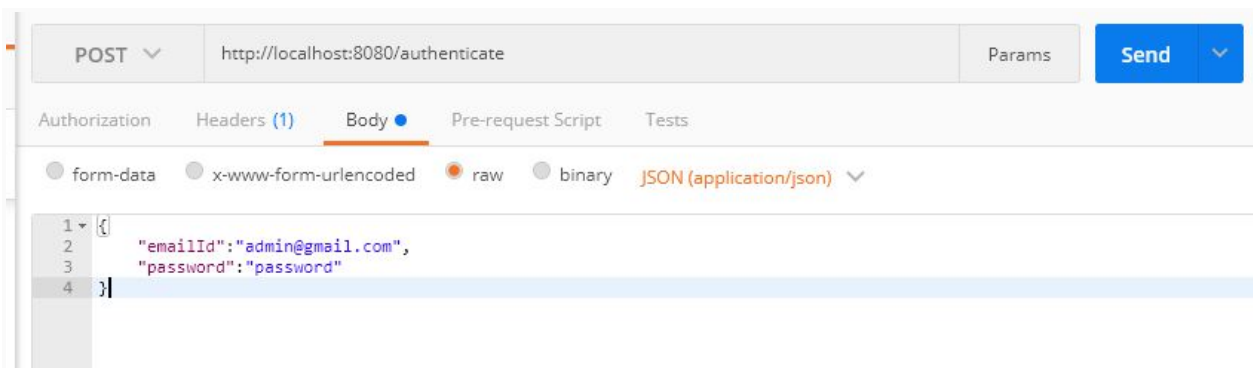 POST http://localhost:8080/authenticate Params Send
Authorization Headers (1) Body Pre-request Script Tests
form-data x-www-form-urlencoded raw binary JSON (application/json)
1 {
2 "emailId":"admin@gmail.com",
3 "password":"password"
4 }